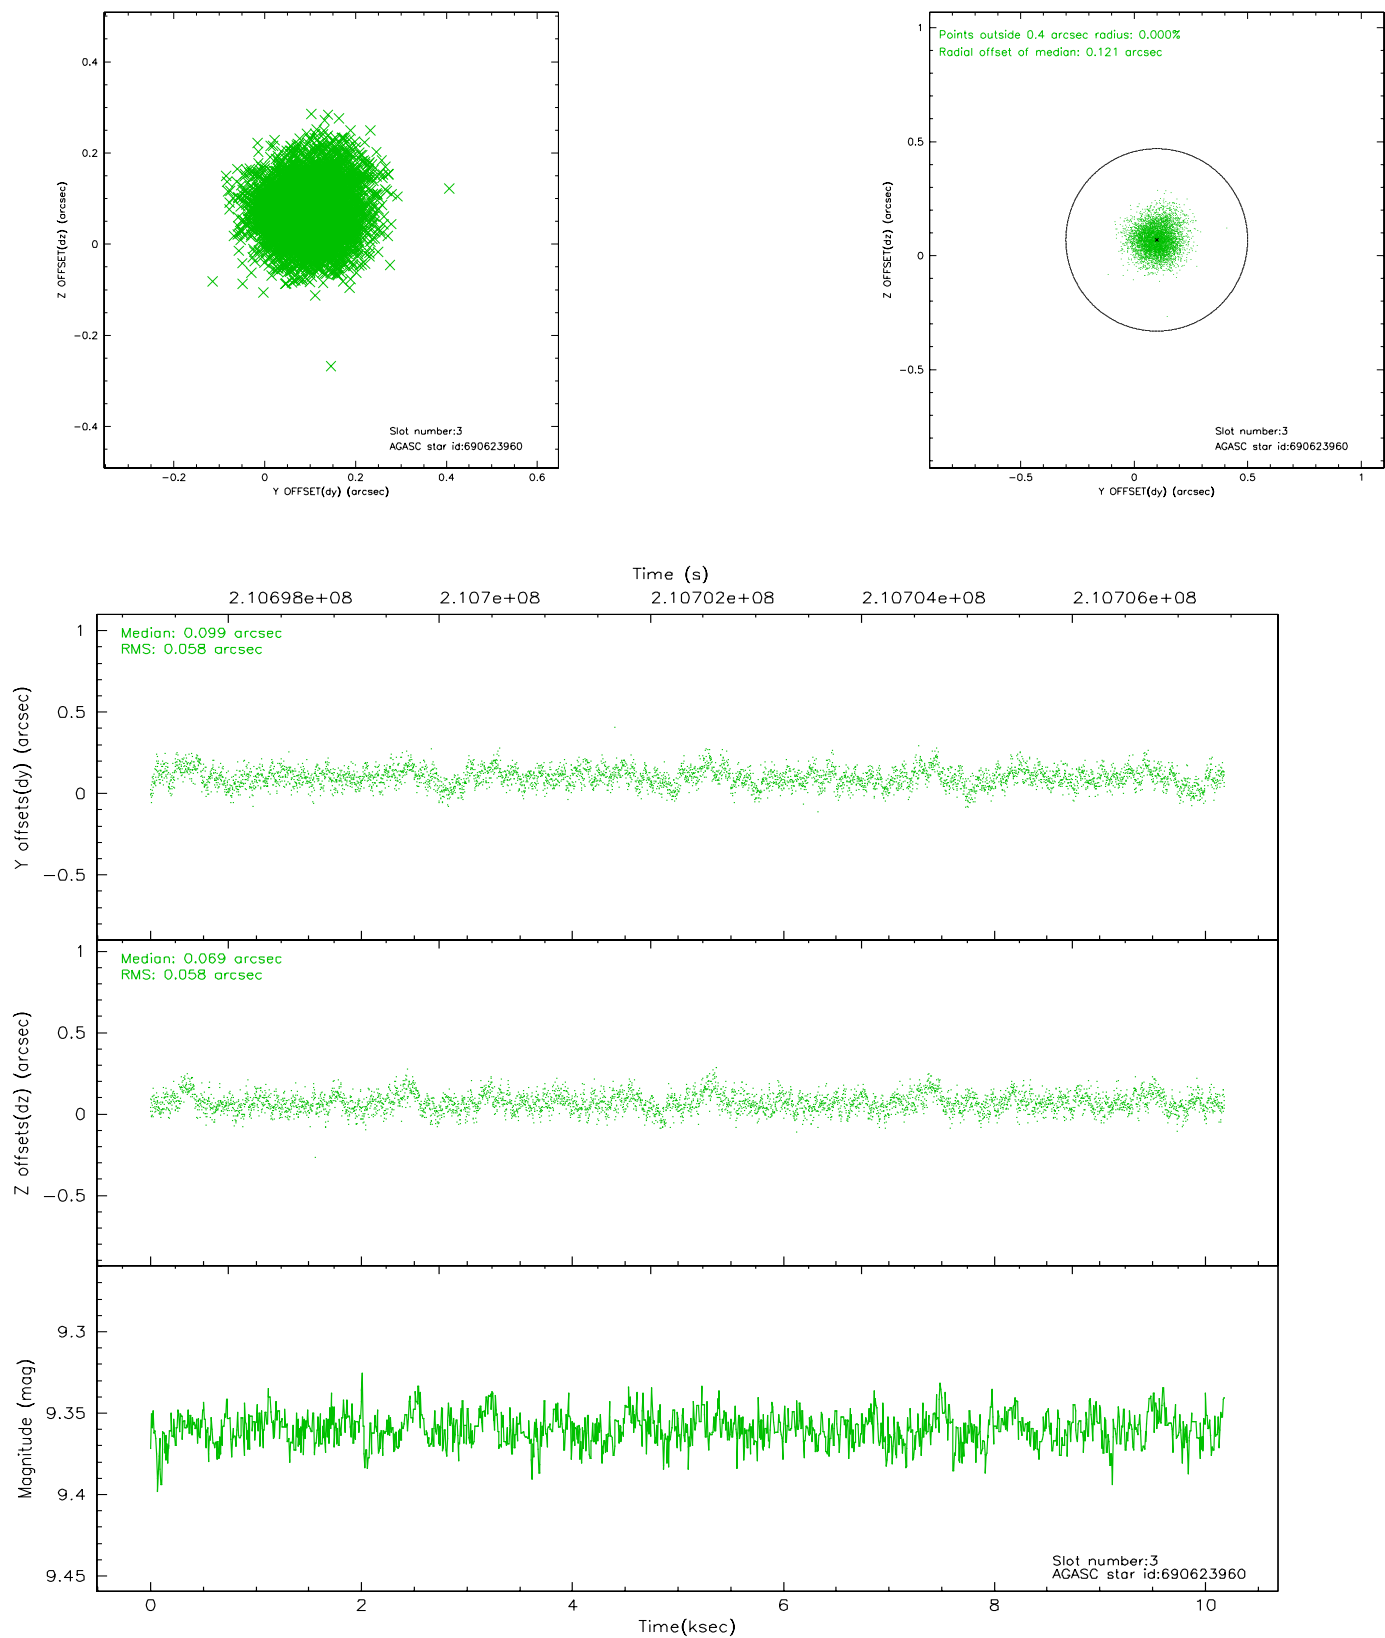 0.4
0.2
0
−0.2
−0.4
Z OFFSET(dz) (arcsec)
Slot number:3
AGASC star id:690623960
−0.2 0 0.2 0.4 0.6
Y OFFSET(dy) (arcsec)
Points outside 0.4 arcsec radius: 0.000%
Radial offset of median: 0.121 arcsec
1
0.5
0
−0.5
Z OFFSET(dz) (arcsec)
Slot number:3
AGASC star id:690623960
−0.5 0 0.5 1
Y OFFSET(dy) (arcsec)
Time (s)
2.10698e+08 2.107e+08 2.10702e+08 2.10704e+08 2.10706e+08
Median: 0.099 arcsec
RMS: 0.058 arcsec
1
0.5
0
−0.5
Y offsets(dy) (arcsec)
Median: 0.069 arcsec
RMS: 0.058 arcsec
1
0.5
0
−0.5
Z offsets(dz) (arcsec)
9.3
9.35
9.4
9.45
Magnitude (mag)
Slot number:3
AGASC star id:690623960
0 2 4 6 8 10
Time(ksec)